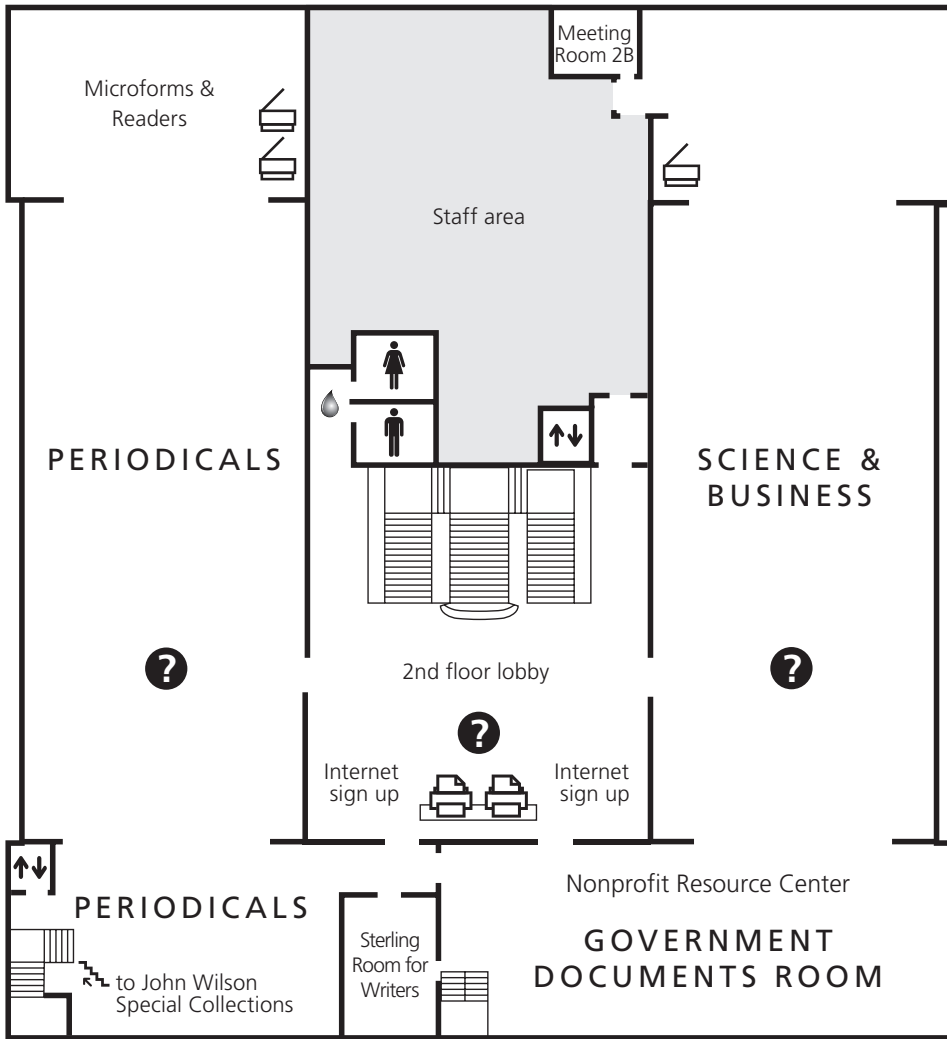 Meeting
Room 2B
Microforms &
Readers
Staff area
PERIODICALS
SCIENCE &
BUSINESS
?
2nd floor lobby
?
?
Internet
sign up
Internet
sign up
Nonprofit Resource Center
PERIODICALS
GOVERNMENT
DOCUMENTS ROOM
Sterling
Room for
Writers
to John Wilson
Special Collections